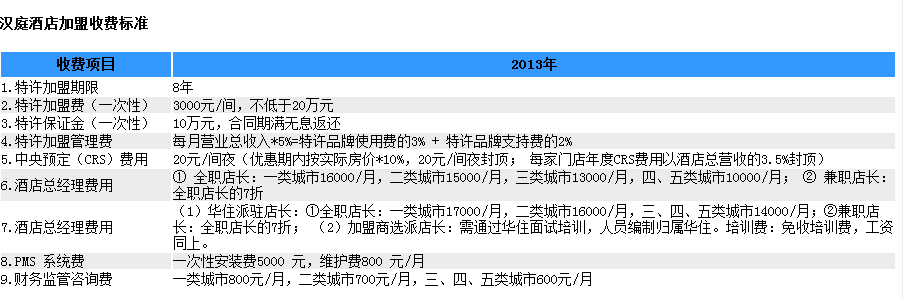 汉庭酒店加盟收费标准
收费项目 2013年
1.特许加盟期限 8年
2.特许加盟费（一次性） 3000元/间，不低于20万元
3.特许保证金（一次性） 10万元，合同期满无息返还
4.特许加盟管理费 每月营业总收入*5%=特许品牌使用费的3% + 特许品牌支持费的2%
5.中央预定（CRS）费用 20元/间夜（优惠期内按实际房价*10%，20元/间夜封顶； 每家门店年度CRS费用以酒店总营收的3.5%封顶）
6.酒店总经理费用 ① 全职店长：一类城市16000/月，二类城市15000/月，三类城市13000/月，四、五类城市10000/月； ② 兼职店长：
全职店长的7折
7.酒店总经理费用 （1）华住派驻店长：①全职店长：一类城市17000/月，二类城市16000/月，三、四、五类城市14000/月；②兼职店
长：全职店长的7折； （2）加盟商选派店长：需通过华住面试培训，人员编制归属华住。培训费：免收培训费，工资
同上。
8.PMS 系统费 一次性安装费5000 元，维护费800 元/月
9.财务监管咨询费 一类城市800元/月，二类城市700元/月，三、四、五类城市600元/月